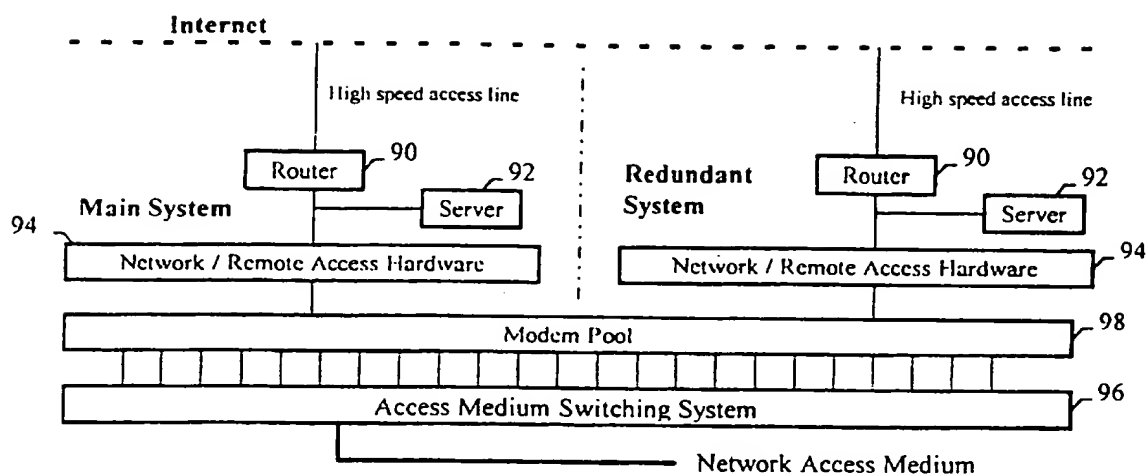 Internet
High speed access line
High speed access line
Router
90
Router
90
92
Server
92
Server
Main System
Redundant
System
94
Network / Remote Access Hardware
Network / Remote Access Hardware
94
Modem Pool
98
Access Medium Switching System
96
Network Access Medium